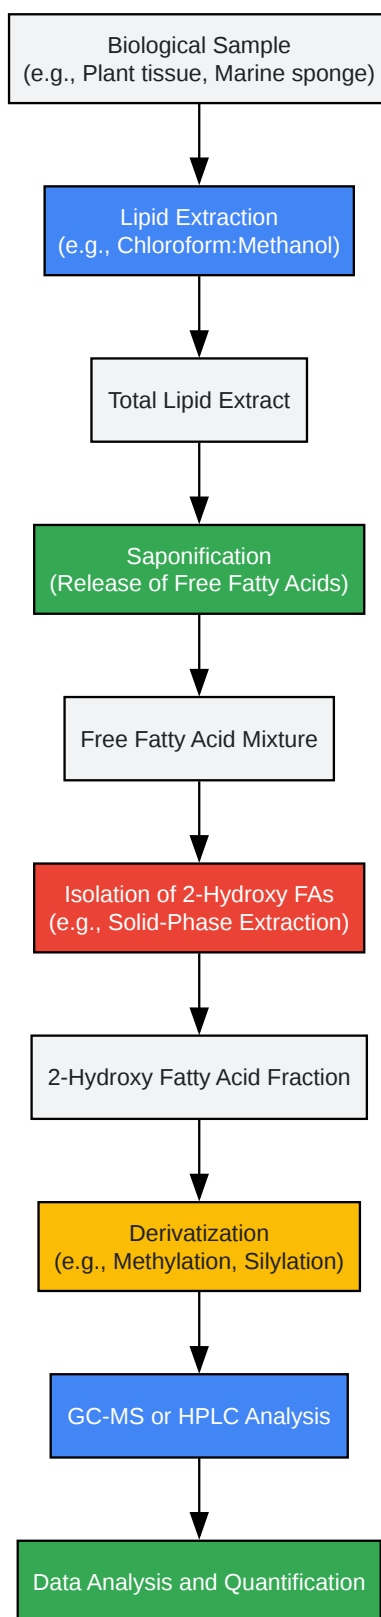 Biological Sample
(e.g., Plant tissue, Marine sponge)
Lipid Extraction
(e.g., Chloroform:Methanol)
Total Lipid Extract
Saponification
(Release of Free Fatty Acids)
Free Fatty Acid Mixture
Isolation of 2-Hydroxy FAs
(e.g., Solid-Phase Extraction)
2-Hydroxy Fatty Acid Fraction
Derivatization
(e.g., Methylation, Silylation)
GC-MS or HPLC Analysis
Data Analysis and Quantification